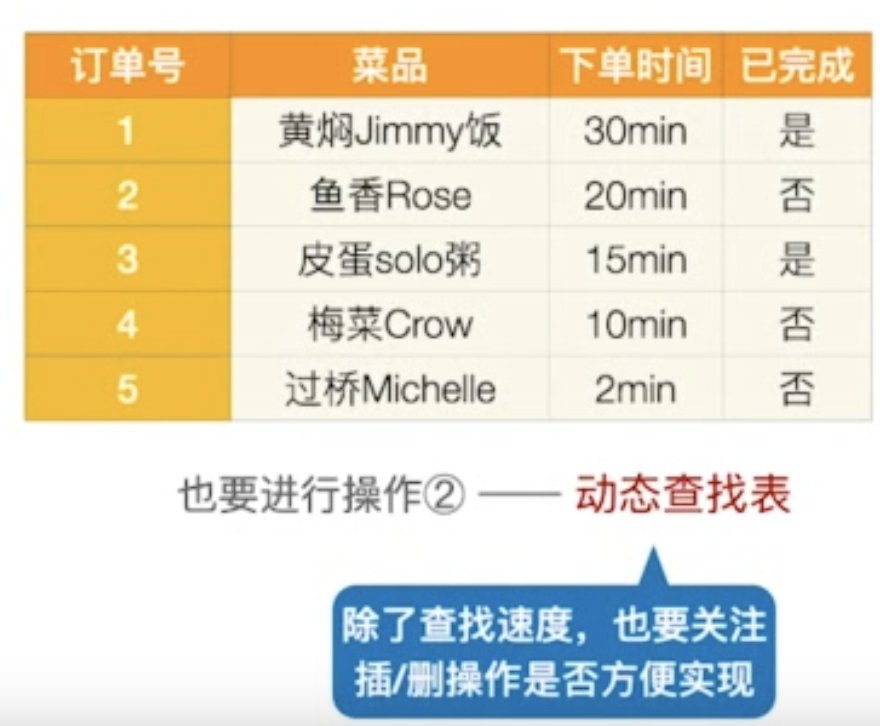 订单号 菜品 下单时间 已完成
1 黄焖Jimmy饭 30min 是
2 鱼香Rose 20min 否
3 皮蛋solo粥 15min 是
4 梅菜Crow 10min 否
5 过桥Michelle 2min 否
也要进行操作② —— 动态查找表
除了查找速度，也要关注
插/删操作是否方便实现